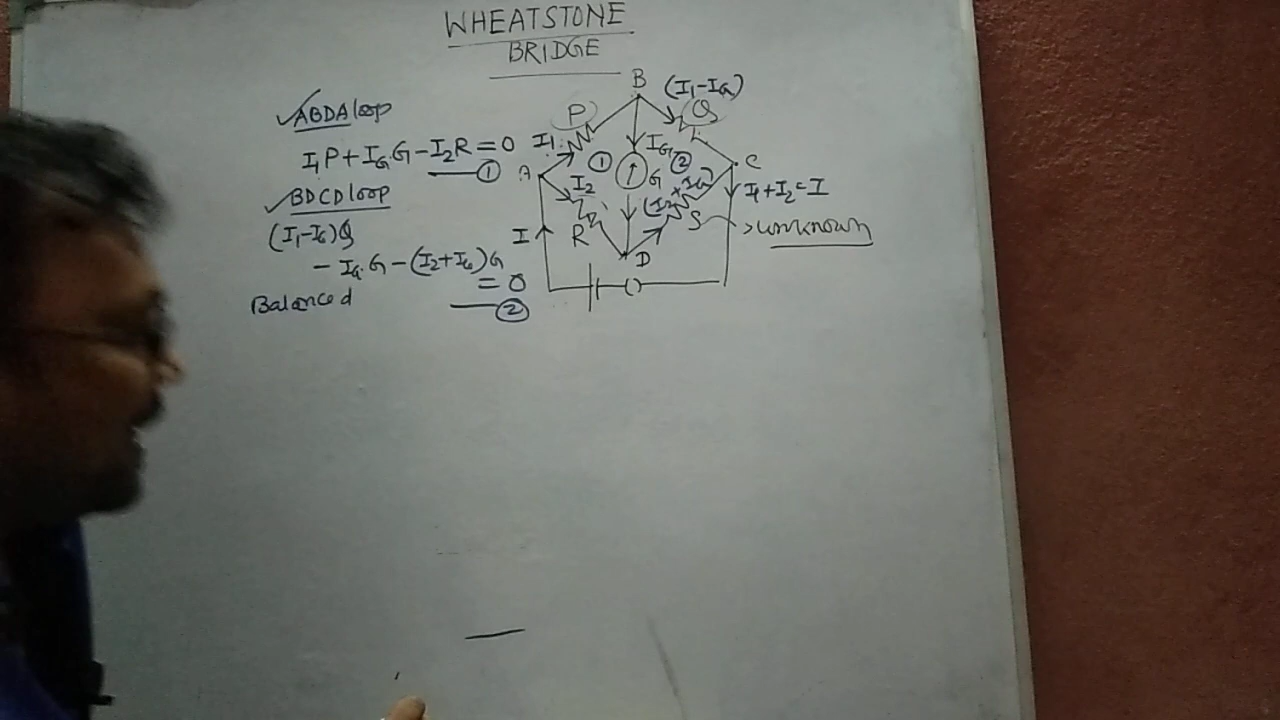 WHEATSTONE
BRIDGE
✓ABDA loop
I₁P+I_G.G-I₂R=0
①
✓BDCD loop
(I₁-I_G)Q
- I_G.G-(I₂+I_G)G
= 0
②
Balanced
B
(I₁-I_G)
P
Q
I₁
A
①
I_G
②
C
G
I₂
(I₂+I_G)
I₁+I₂=I
R
S
unknown
I
D